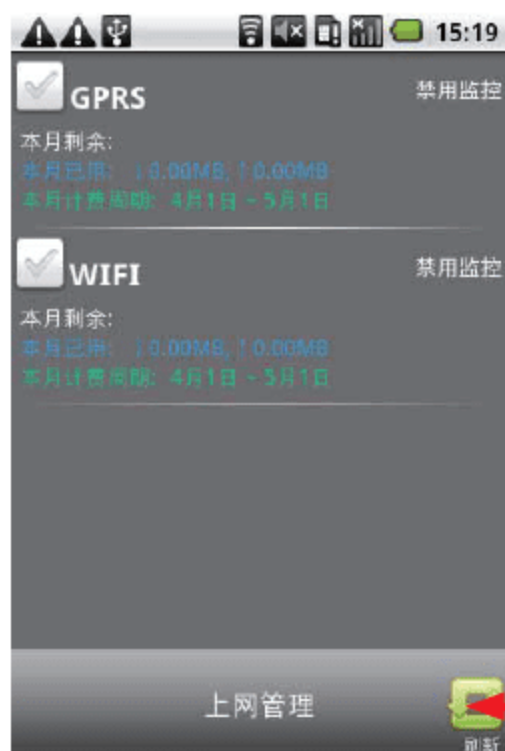 15:19
GPRS 禁用监控
本月剩余:
本月已用: ↓0.00MB, ↑0.00MB
本月计费周期: 4月1日 ~ 5月1日
WIFI 禁用监控
本月剩余:
本月已用: ↓0.00MB, ↑0.00MB
本月计费周期: 4月1日 ~ 5月1日
上网管理
刷新